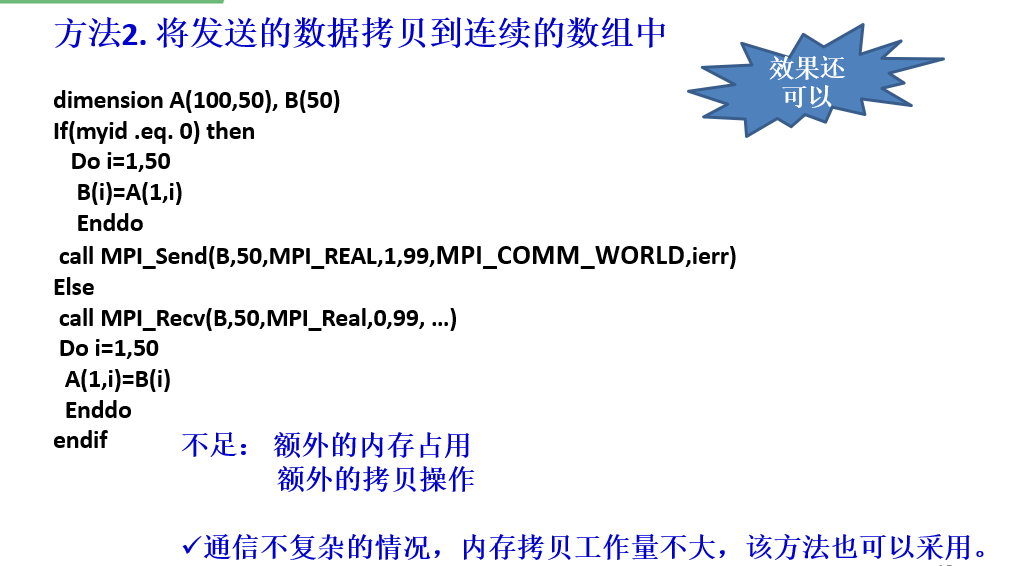 方法2. 将发送的数据拷贝到连续的数组中
效果还
可以
dimension A(100,50), B(50)
If(myid .eq. 0) then
Do i=1,50
B(i)=A(1,i)
Enddo
call MPI_Send(B,50,MPI_REAL,1,99,MPI_COMM_WORLD,ierr)
Else
call MPI_Recv(B,50,MPI_Real,0,99, …)
Do i=1,50
A(1,i)=B(i)
Enddo
endif
不足： 额外的内存占用
额外的拷贝操作
✓通信不复杂的情况，内存拷贝工作量不大，该方法也可以采用。